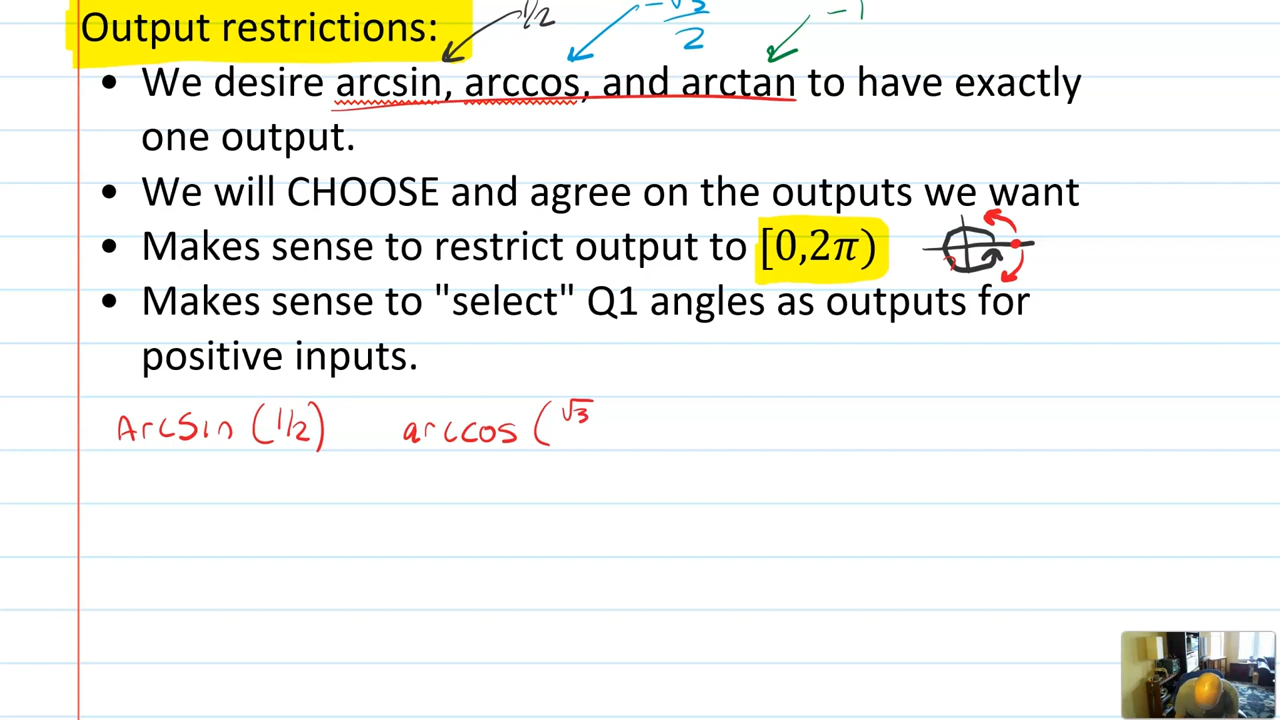 1/2 -√3/2 -1
Output restrictions:
• We desire arcsin, arccos, and arctan to have exactly
one output.
• We will CHOOSE and agree on the outputs we want
• Makes sense to restrict output to [0,2π)
• Makes sense to "select" Q1 angles as outputs for
positive inputs.
Arcsin (1/2) arccos (√3